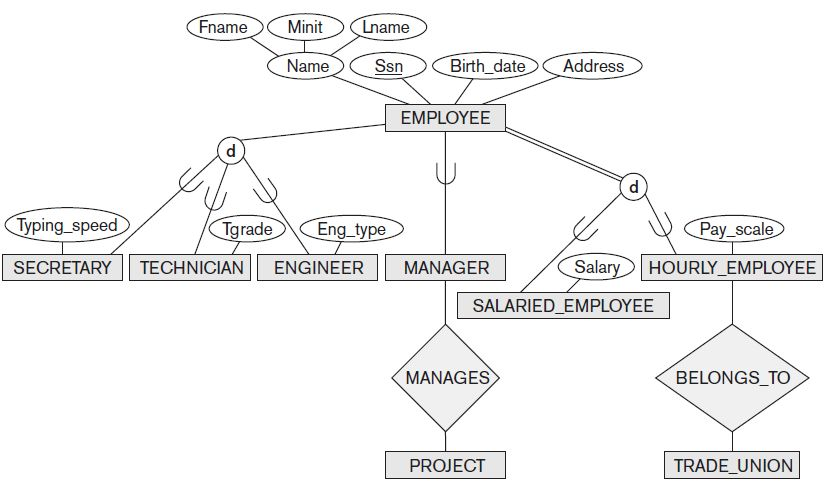 Fname Minit Lname
Name Ssn Birth_date Address
EMPLOYEE
d
d
Typing_speed Tgrade Eng_type Pay_scale
SECRETARY TECHNICIAN ENGINEER MANAGER Salary HOURLY_EMPLOYEE
SALARIED_EMPLOYEE
MANAGES BELONGS_TO
PROJECT TRADE_UNION